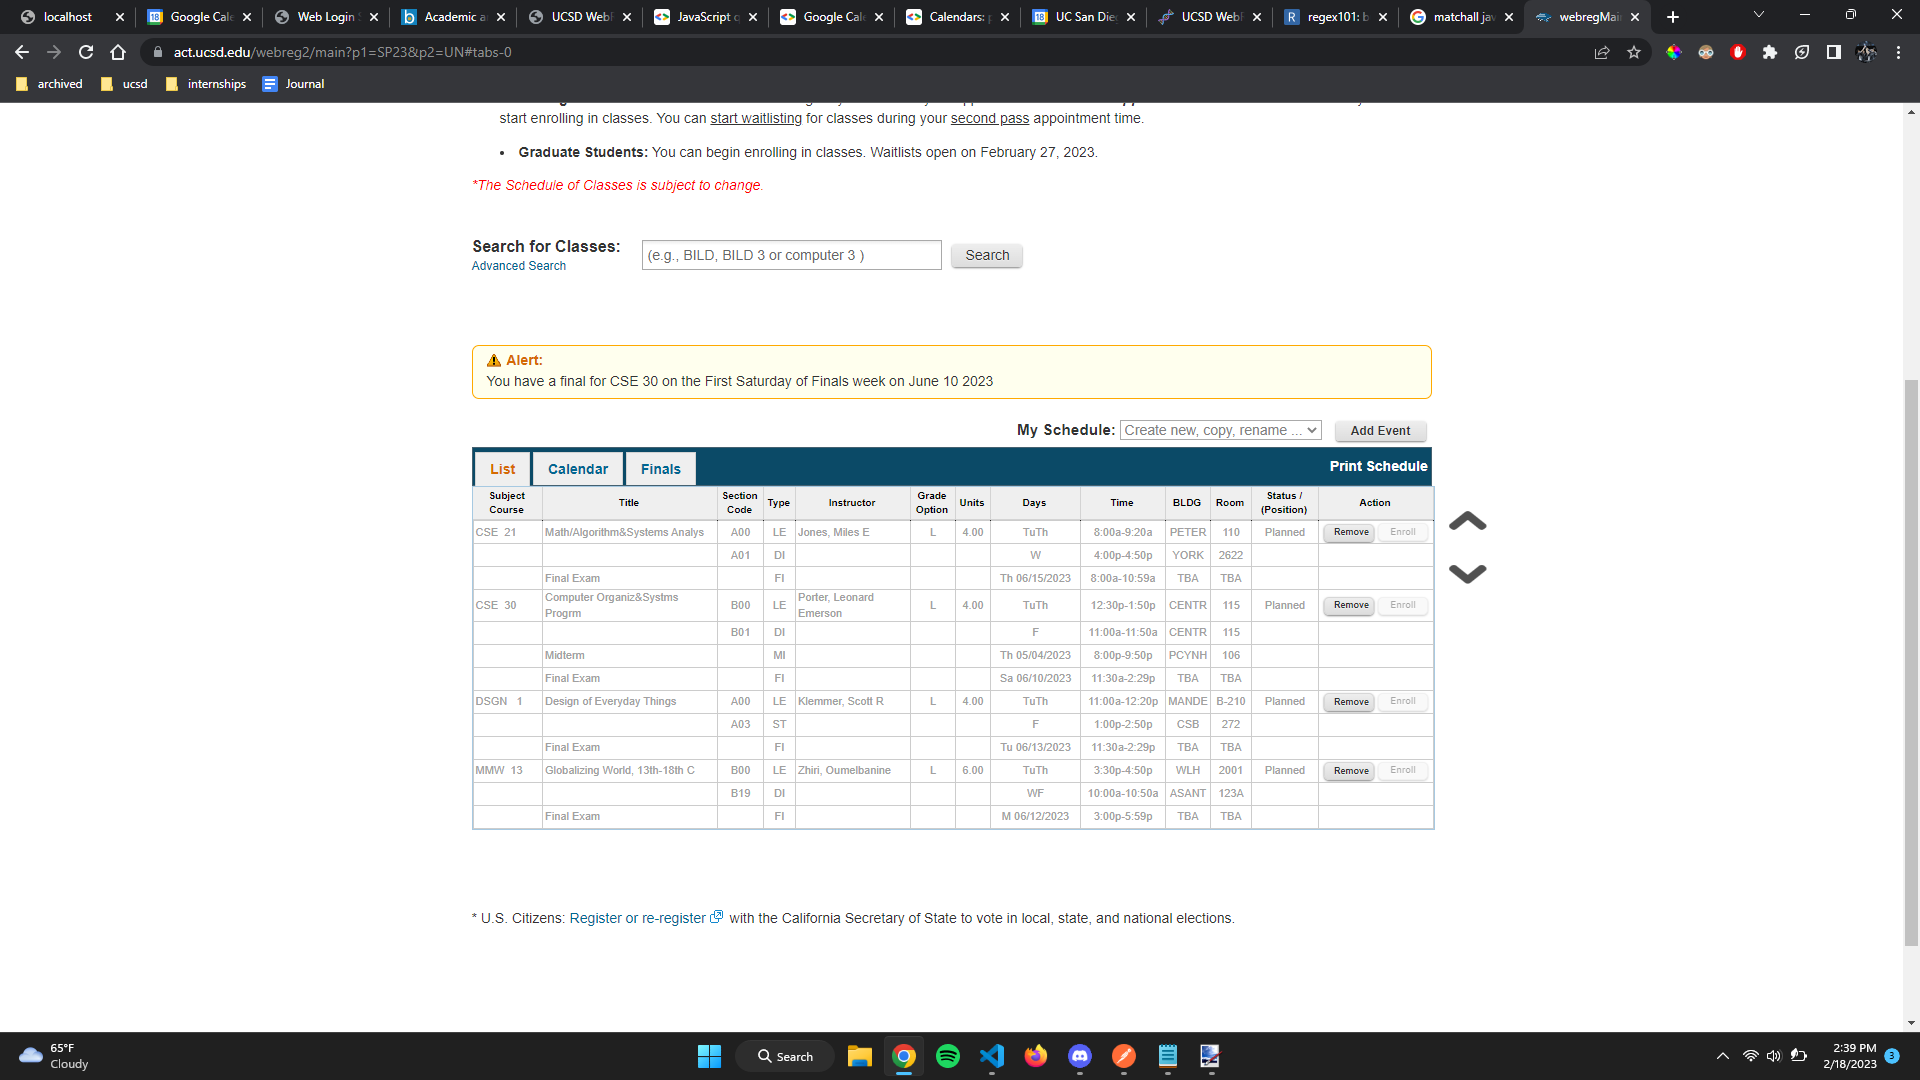 localhost
Google Cale
Web Login
Academic a
UCSD WebR
JavaScript q
Google Cale
Calendars: p
UC San Die
UCSD WebR
regex101: b
matchall jav
webregMain
act.ucsd.edu/webreg2/main?p1=SP23&p2=UN#tabs-0
archived
ucsd
internships
Journal
start enrolling in classes. You can start waitlisting for classes during your second pass appointment time.
• Graduate Students: You can begin enrolling in classes. Waitlists open on February 27, 2023.
*The Schedule of Classes is subject to change.
Search for Classes:
(e.g., BILD, BILD 3 or computer 3 )
Search
Advanced Search
Alert:
You have a final for CSE 30 on the First Saturday of Finals week on June 10 2023
My Schedule: Create new, copy, rename ... Add Event
List Calendar Finals Print Schedule
Subject Course Title Section Code Type Instructor Grade Option Units Days Time BLDG Room Status / (Position) Action
CSE 21 Math/Algorithm&Systems Analys A00 LE Jones, Miles E L 4.00 TuTh 8:00a-9:20a PETER 110 Planned Remove Enroll
A01 DI W 4:00p-4:50p YORK 2622
Final Exam FI Th 06/15/2023 8:00a-10:59a TBA TBA
CSE 30 Computer Organiz&Systms Progrm B00 LE Porter, Leonard Emerson L 4.00 TuTh 12:30p-1:50p CENTR 115 Planned Remove Enroll
B01 DI F 11:00a-11:50a CENTR 115
Midterm MI Th 05/04/2023 8:00p-9:50p PCYNH 106
Final Exam FI Sa 06/10/2023 11:30a-2:29p TBA TBA
DSGN 1 Design of Everyday Things A00 LE Klemmer, Scott R L 4.00 TuTh 11:00a-12:20p MANDE B-210 Planned Remove Enroll
A03 ST F 1:00p-2:50p CSB 272
Final Exam FI Tu 06/13/2023 11:30a-2:29p TBA TBA
MMW 13 Globalizing World, 13th-18th C B00 LE Zhiri, Oumelbanine L 6.00 TuTh 3:30p-4:50p WLH 2001 Planned Remove Enroll
B19 DI WF 10:00a-10:50a ASANT 123A
Final Exam FI M 06/12/2023 3:00p-5:59p TBA TBA
* U.S. Citizens: Register or re-register with the California Secretary of State to vote in local, state, and national elections.
65°F
Cloudy
Search
2:39 PM
2/18/2023
3